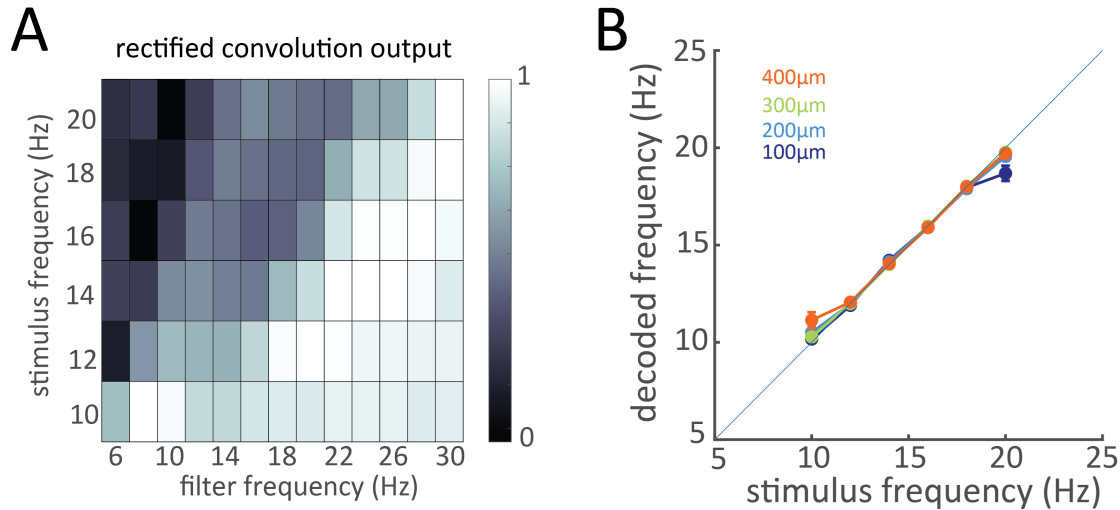 A
rectified convolution output
stimulus frequency (Hz)
20
18
16
14
12
10
6 10 14 18 22 26 30
filter frequency (Hz)
1
0
B
decoded frequency (Hz)
25
20
15
10
5
400µm
300µm
200µm
100µm
5 10 15 20 25
stimulus frequency (Hz)